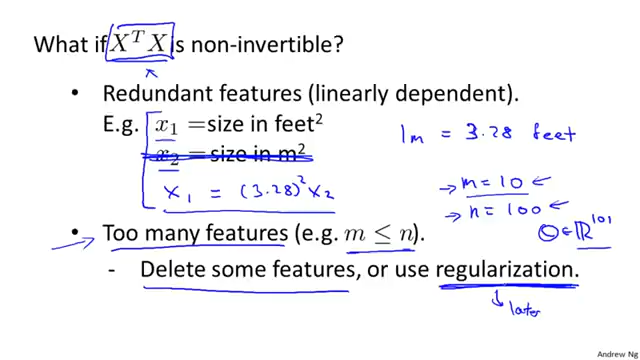 What if XᵀX is non-invertible?
• Redundant features (linearly dependent).
E.g. x₁ =size in feet²
x₂ =size in m²
x₁ = (3.28)² x₂
1m = 3.28 feet
→ m = 10 ←
→ n = 100 ←
Θ ∈ ℝ¹⁰¹
• Too many features (e.g. m ≤ n).
- Delete some features, or use regularization.
later
Andrew Ng